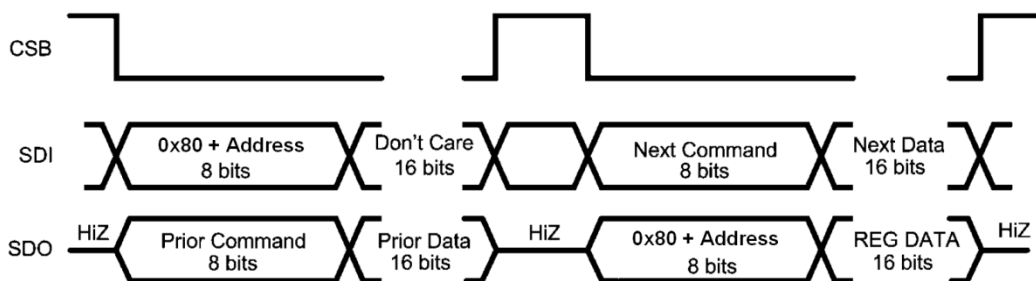 CSB
SDI
0x80 + Address
8 bits
Don't Care
16 bits
Next Command
8 bits
Next Data
16 bits
SDO
HiZ
Prior Command
8 bits
Prior Data
16 bits
HiZ
0x80 + Address
8 bits
REG DATA
16 bits
HiZ